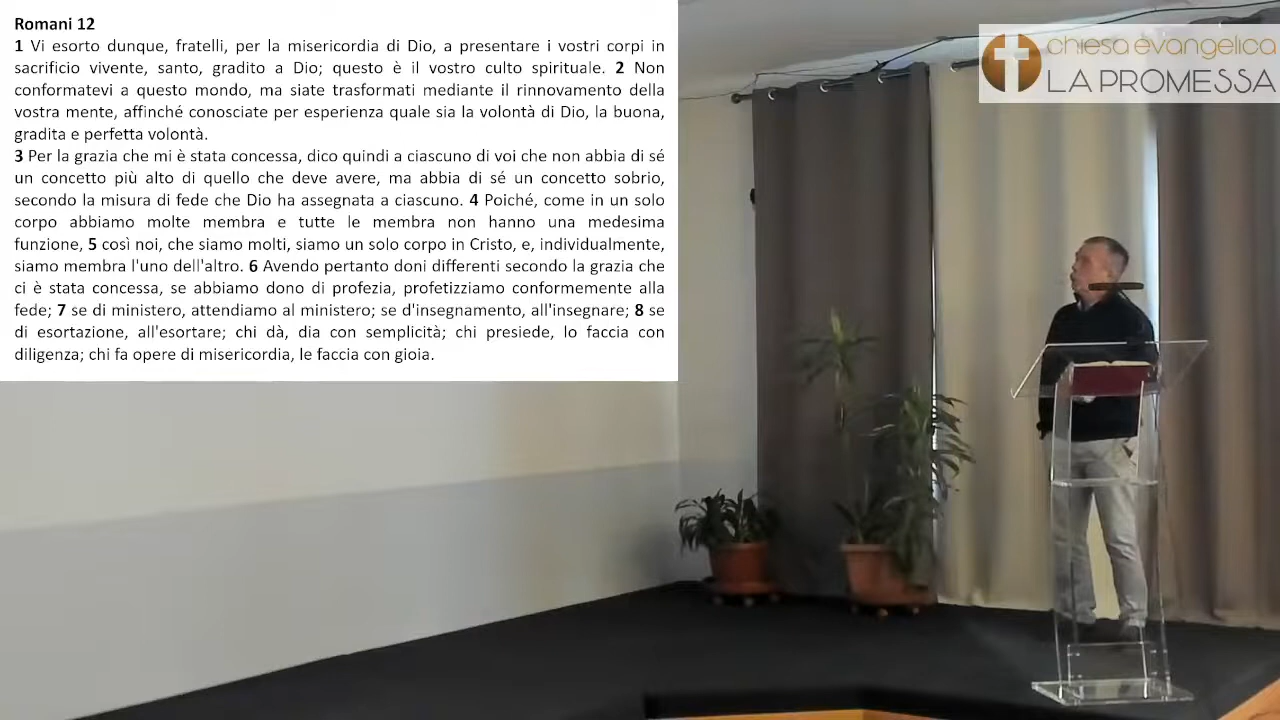 Romani 12
1 Vi esorto dunque, fratelli, per la misericordia di Dio, a presentare i vostri corpi in
sacrificio vivente, santo, gradito a Dio; questo è il vostro culto spirituale. 2 Non
conformatevi a questo mondo, ma siate trasformati mediante il rinnovamento della
vostra mente, affinché conosciate per esperienza quale sia la volontà di Dio, la buona,
gradita e perfetta volontà.
3 Per la grazia che mi è stata concessa, dico quindi a ciascuno di voi che non abbia di sé
un concetto più alto di quello che deve avere, ma abbia di sé un concetto sobrio,
secondo la misura di fede che Dio ha assegnata a ciascuno. 4 Poiché, come in un solo
corpo abbiamo molte membra e tutte le membra non hanno una medesima
funzione, 5 così noi, che siamo molti, siamo un solo corpo in Cristo, e, individualmente,
siamo membra l'uno dell'altro. 6 Avendo pertanto doni differenti secondo la grazia che
ci è stata concessa, se abbiamo dono di profezia, profetizziamo conformemente alla
fede; 7 se di ministero, attendiamo al ministero; se d'insegnamento, all'insegnare; 8 se
di esortazione, all'esortare; chi dà, dia con semplicità; chi presiede, lo faccia con
diligenza; chi fa opere di misericordia, le faccia con gioia.
chiesa evangelica
LA PROMESSA